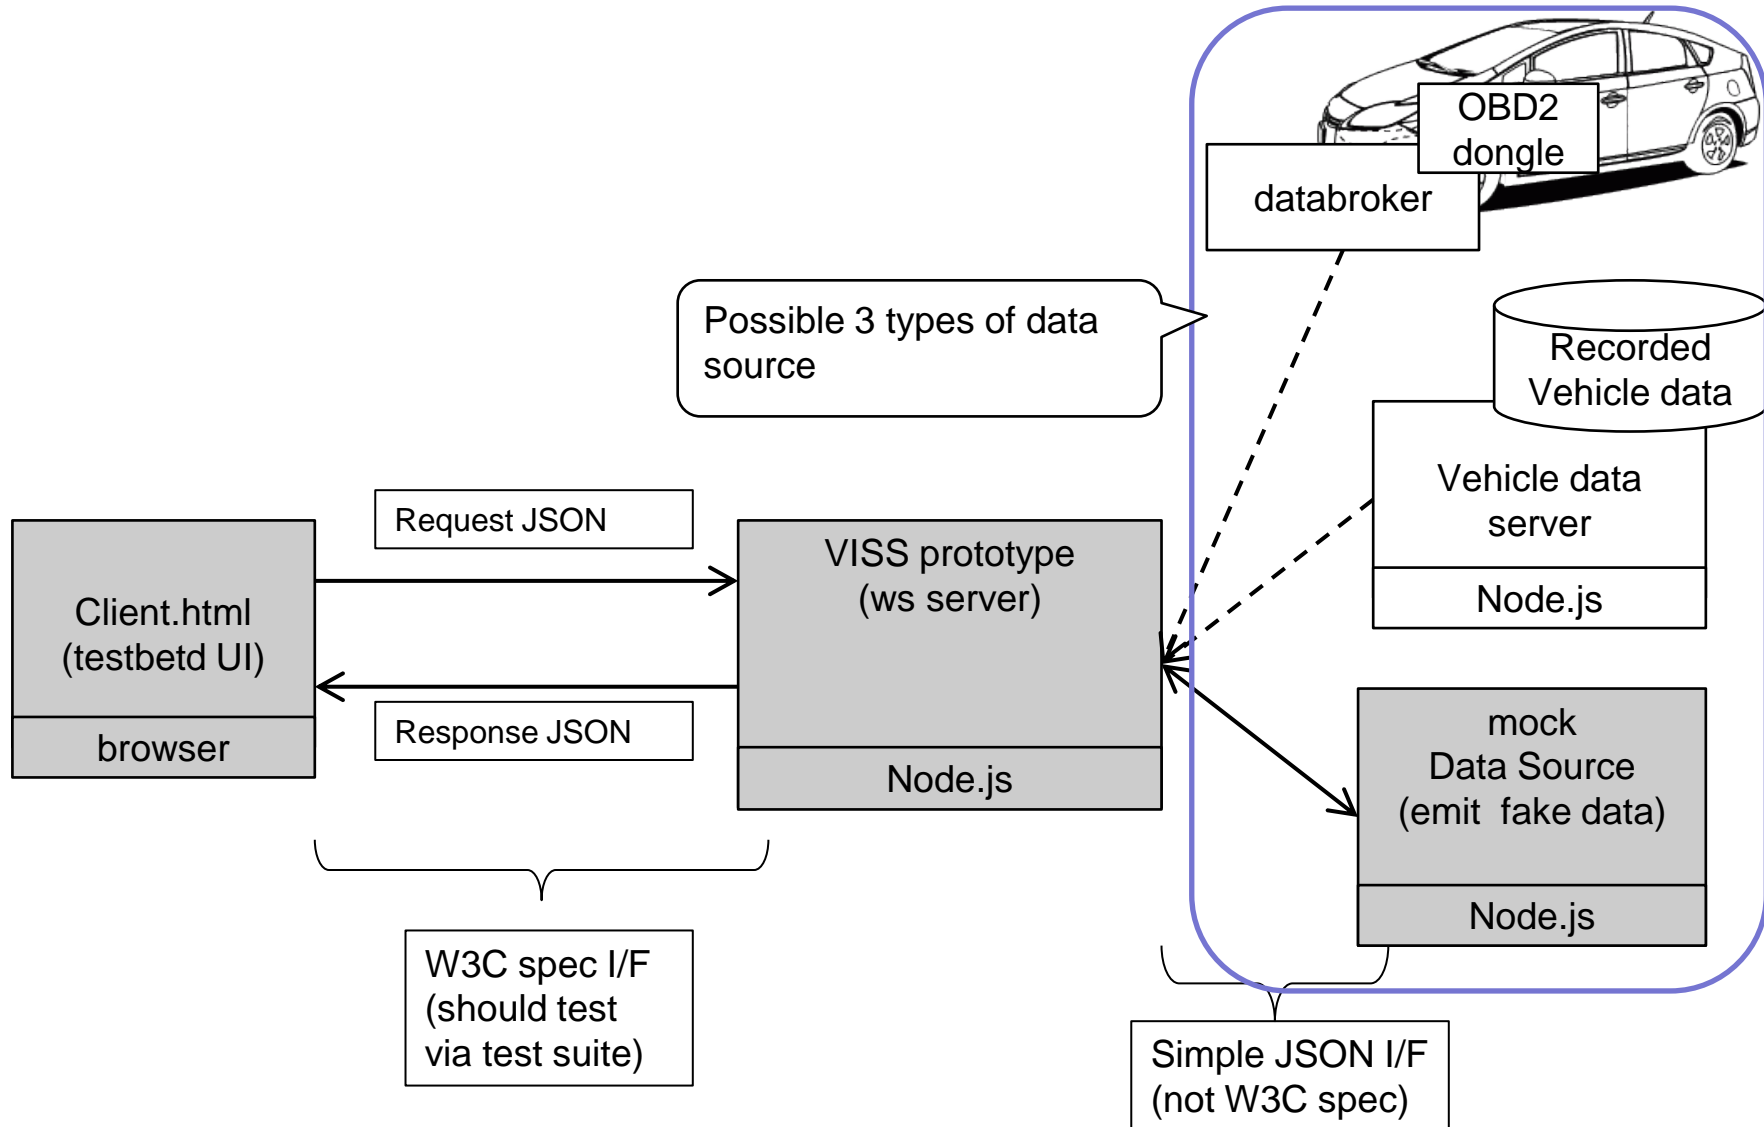 OBD2
dongle
databroker
Possible 3 types of data
source
Recorded
Vehicle data
Vehicle data
server
Node.js
Request JSON
Client.html
(testbetd UI)
browser
Response JSON
VISS prototype
(ws server)
Node.js
mock
Data Source
(emit  fake data)
Node.js
W3C spec I/F
(should test
via test suite)
Simple JSON I/F
(not W3C spec)